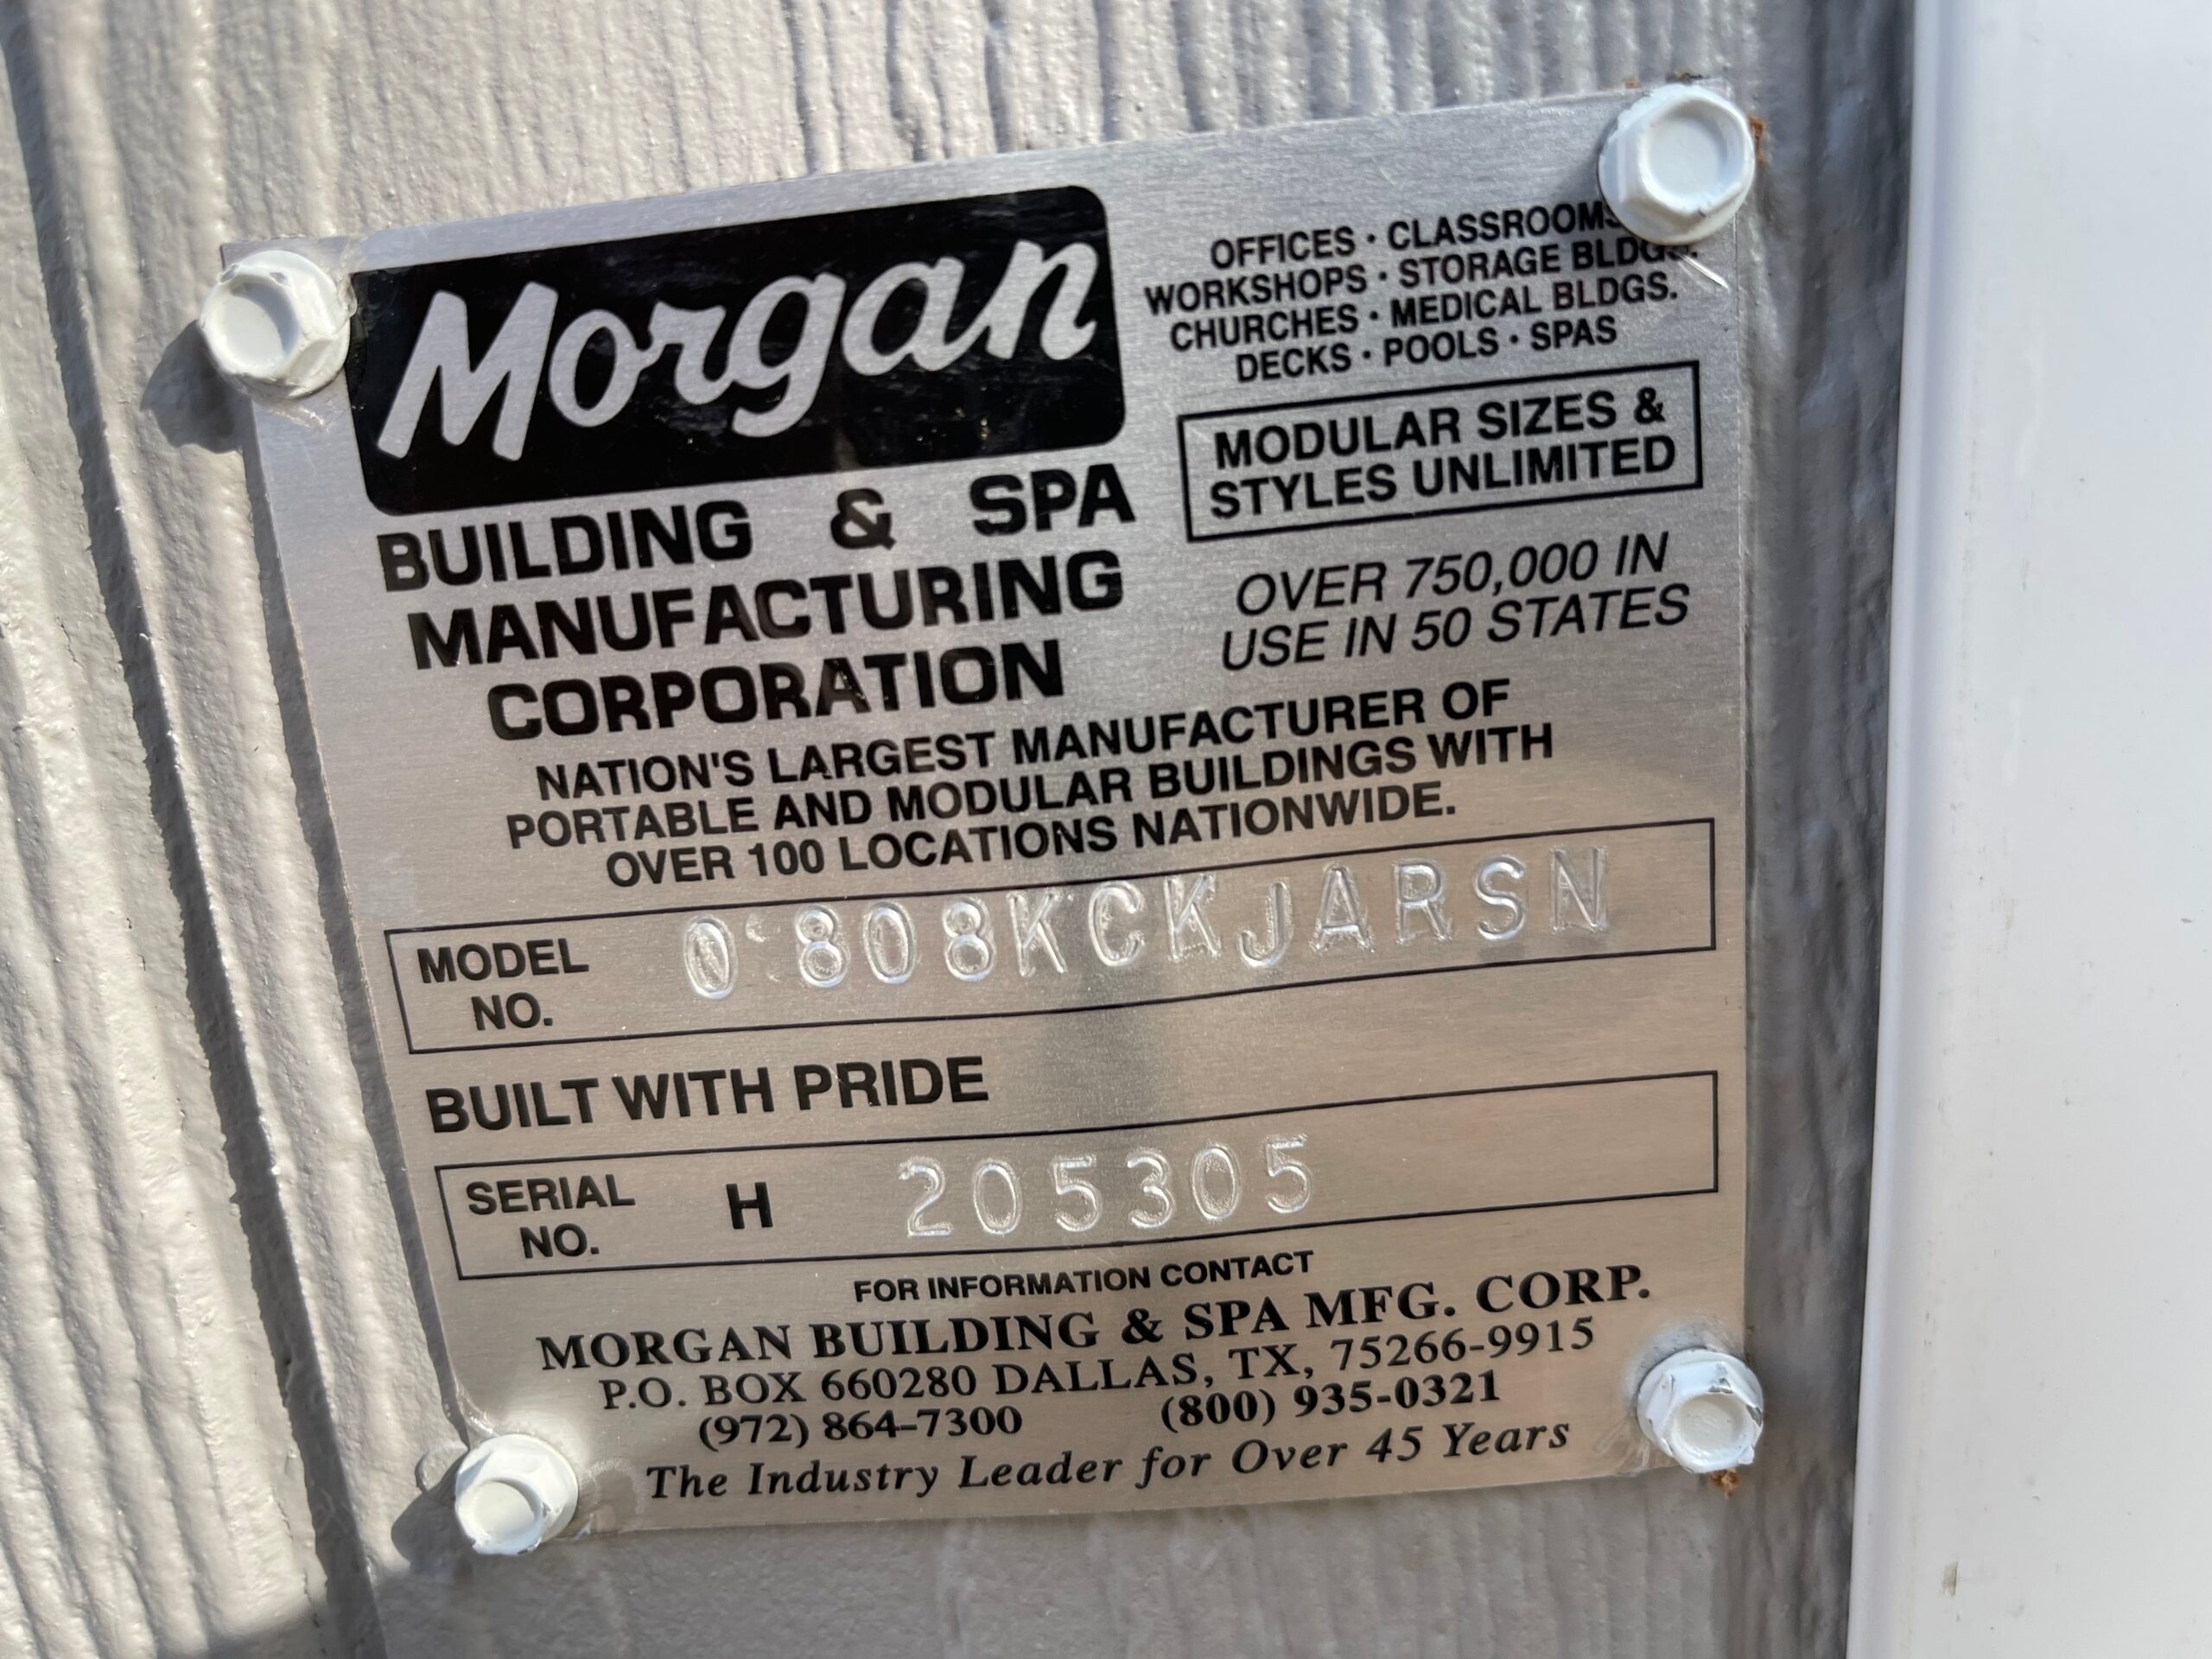 Morgan
BUILDING & SPA
MANUFACTURING
CORPORATION
OFFICES · CLASSROOMS
WORKSHOPS · STORAGE BLDGS.
CHURCHES · MEDICAL BLDGS.
DECKS · POOLS · SPAS
MODULAR SIZES &
STYLES UNLIMITED
OVER 750,000 IN
USE IN 50 STATES
NATION'S LARGEST MANUFACTURER OF
PORTABLE AND MODULAR BUILDINGS WITH
OVER 100 LOCATIONS NATIONWIDE.
MODEL NO. 0808KCKJARSN
BUILT WITH PRIDE
SERIAL NO. H 205305
FOR INFORMATION CONTACT
MORGAN BUILDING & SPA MFG. CORP.
P.O. BOX 660280 DALLAS, TX, 75266-9915
(972) 864-7300 (800) 935-0321
The Industry Leader for Over 45 Years